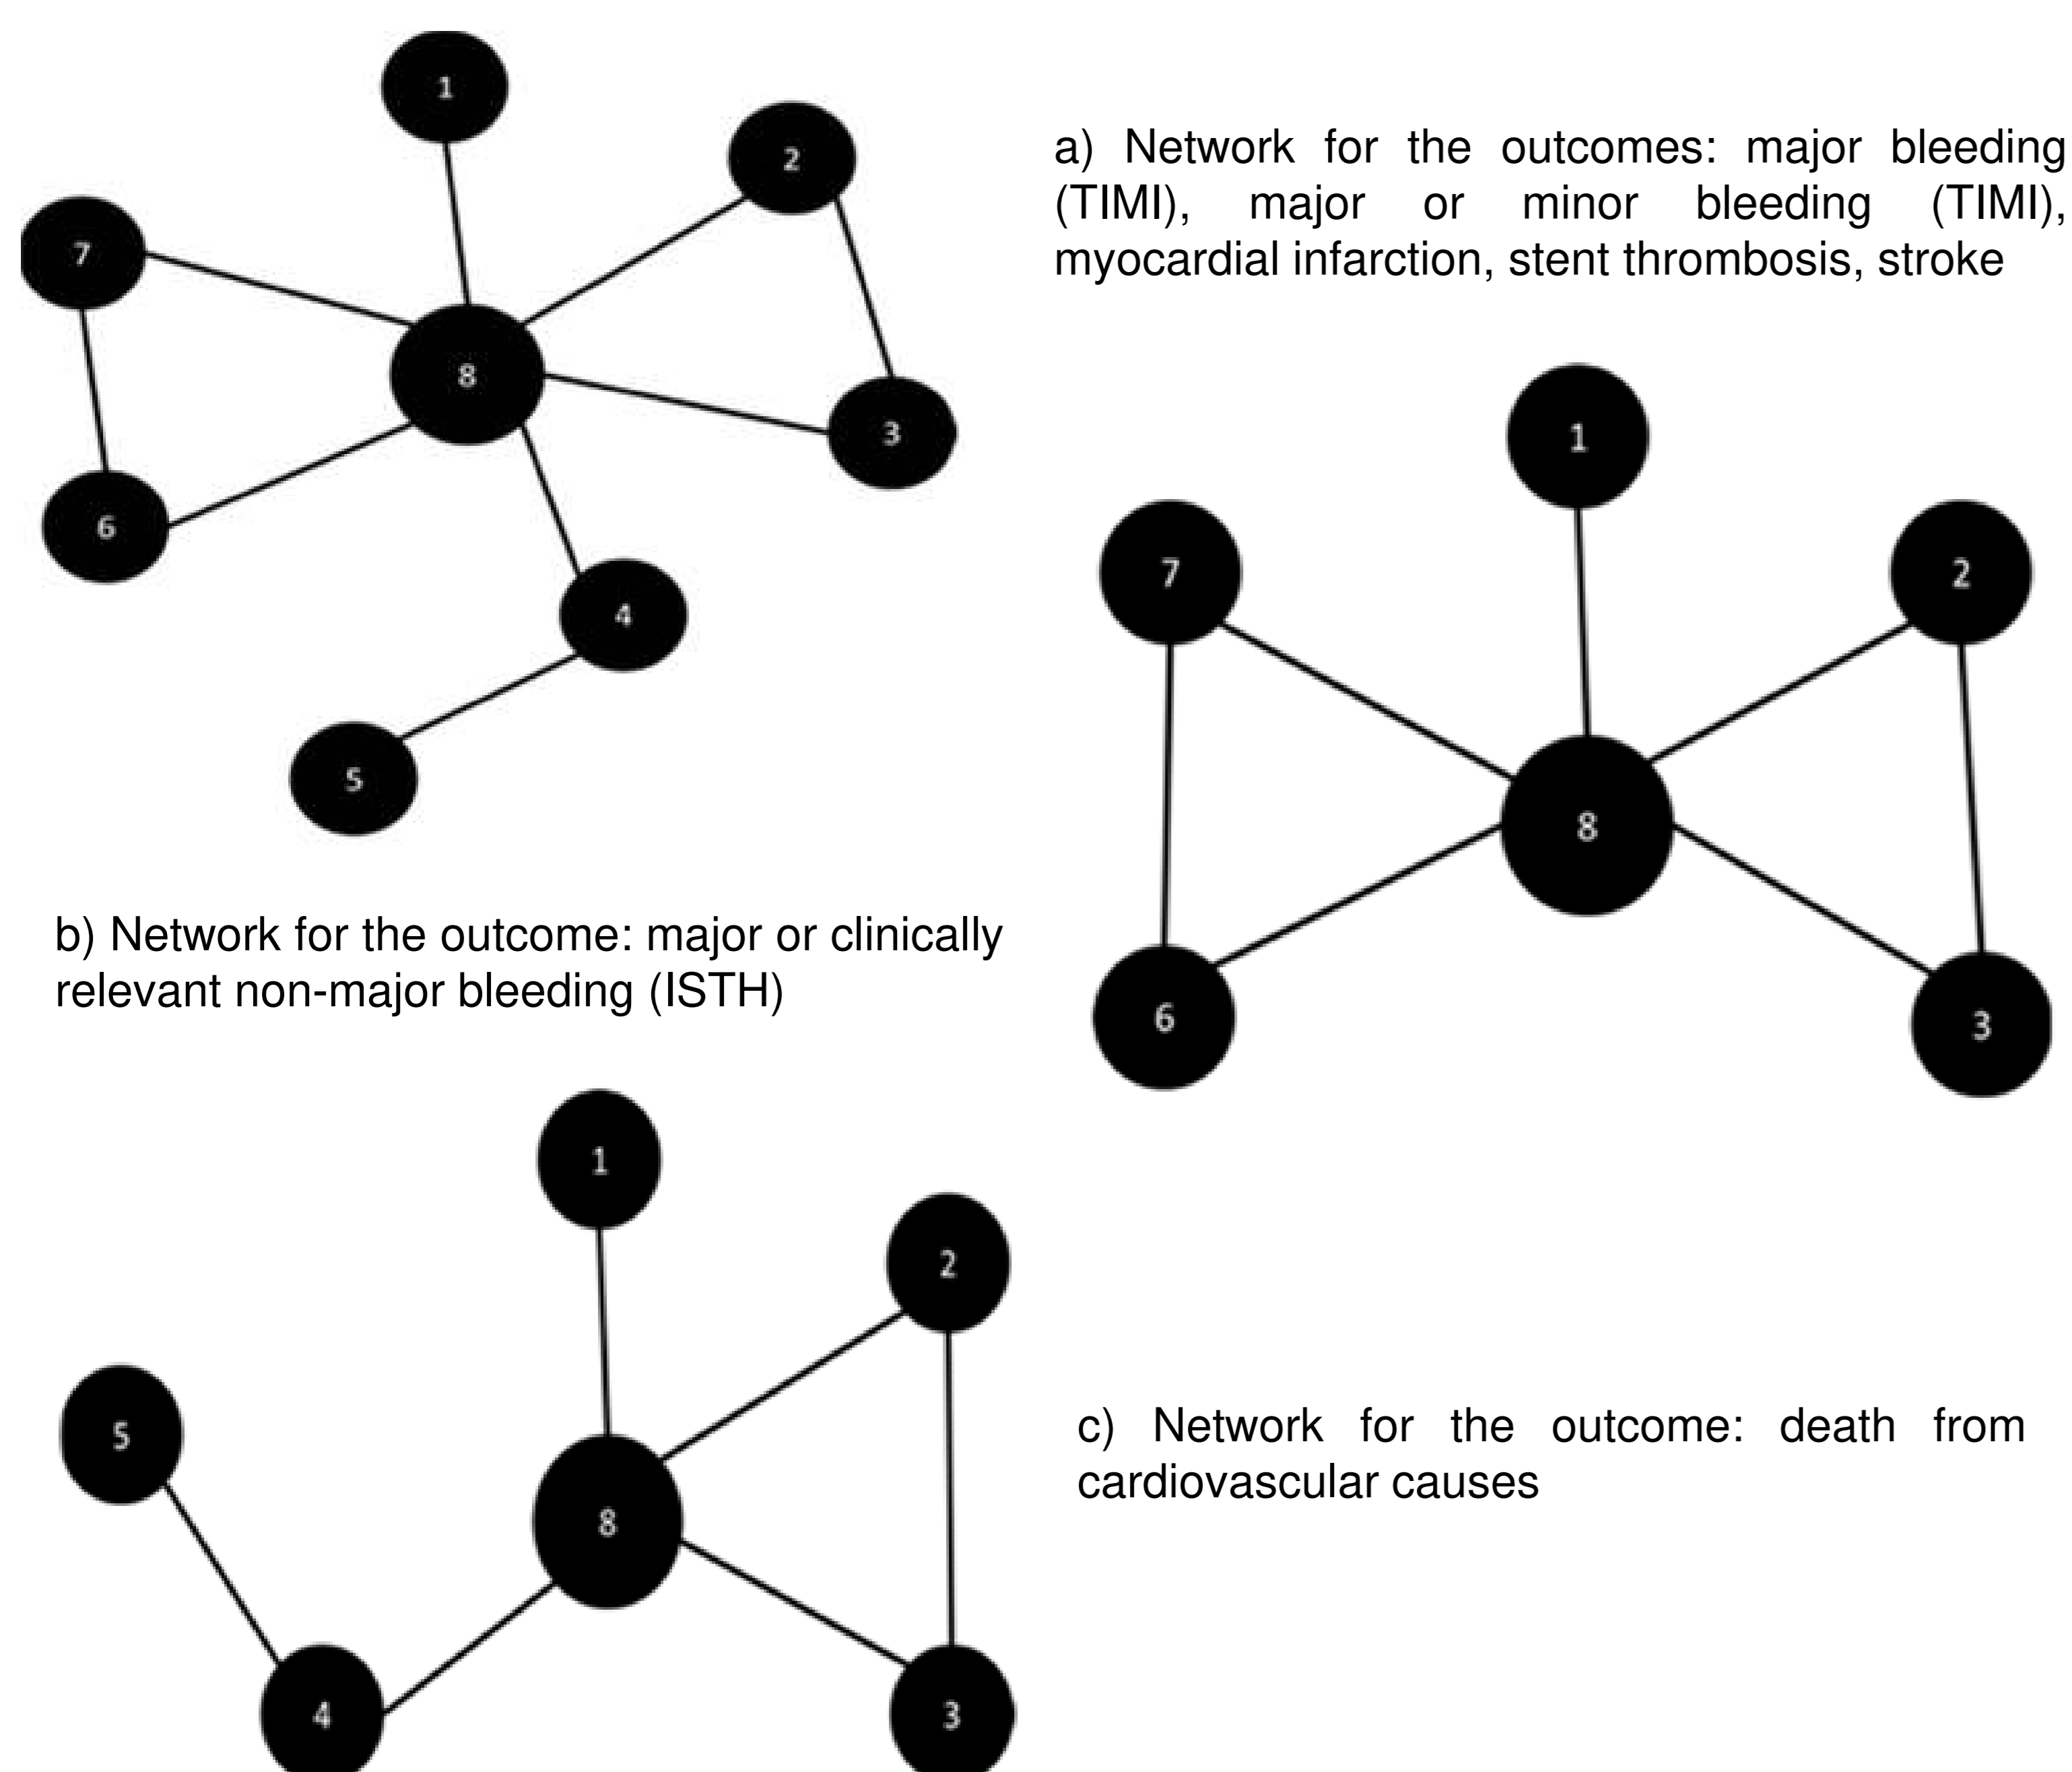 1
2
7
8
3
6
4
5
a) Network for the outcomes: major bleeding
(TIMI), major or minor bleeding (TIMI),
myocardial infarction, stent thrombosis, stroke
1
7
2
8
6
3
b) Network for the outcome: major or clinically
relevant non-major bleeding (ISTH)
1
2
5
8
4
3
c) Network for the outcome: death from
cardiovascular causes